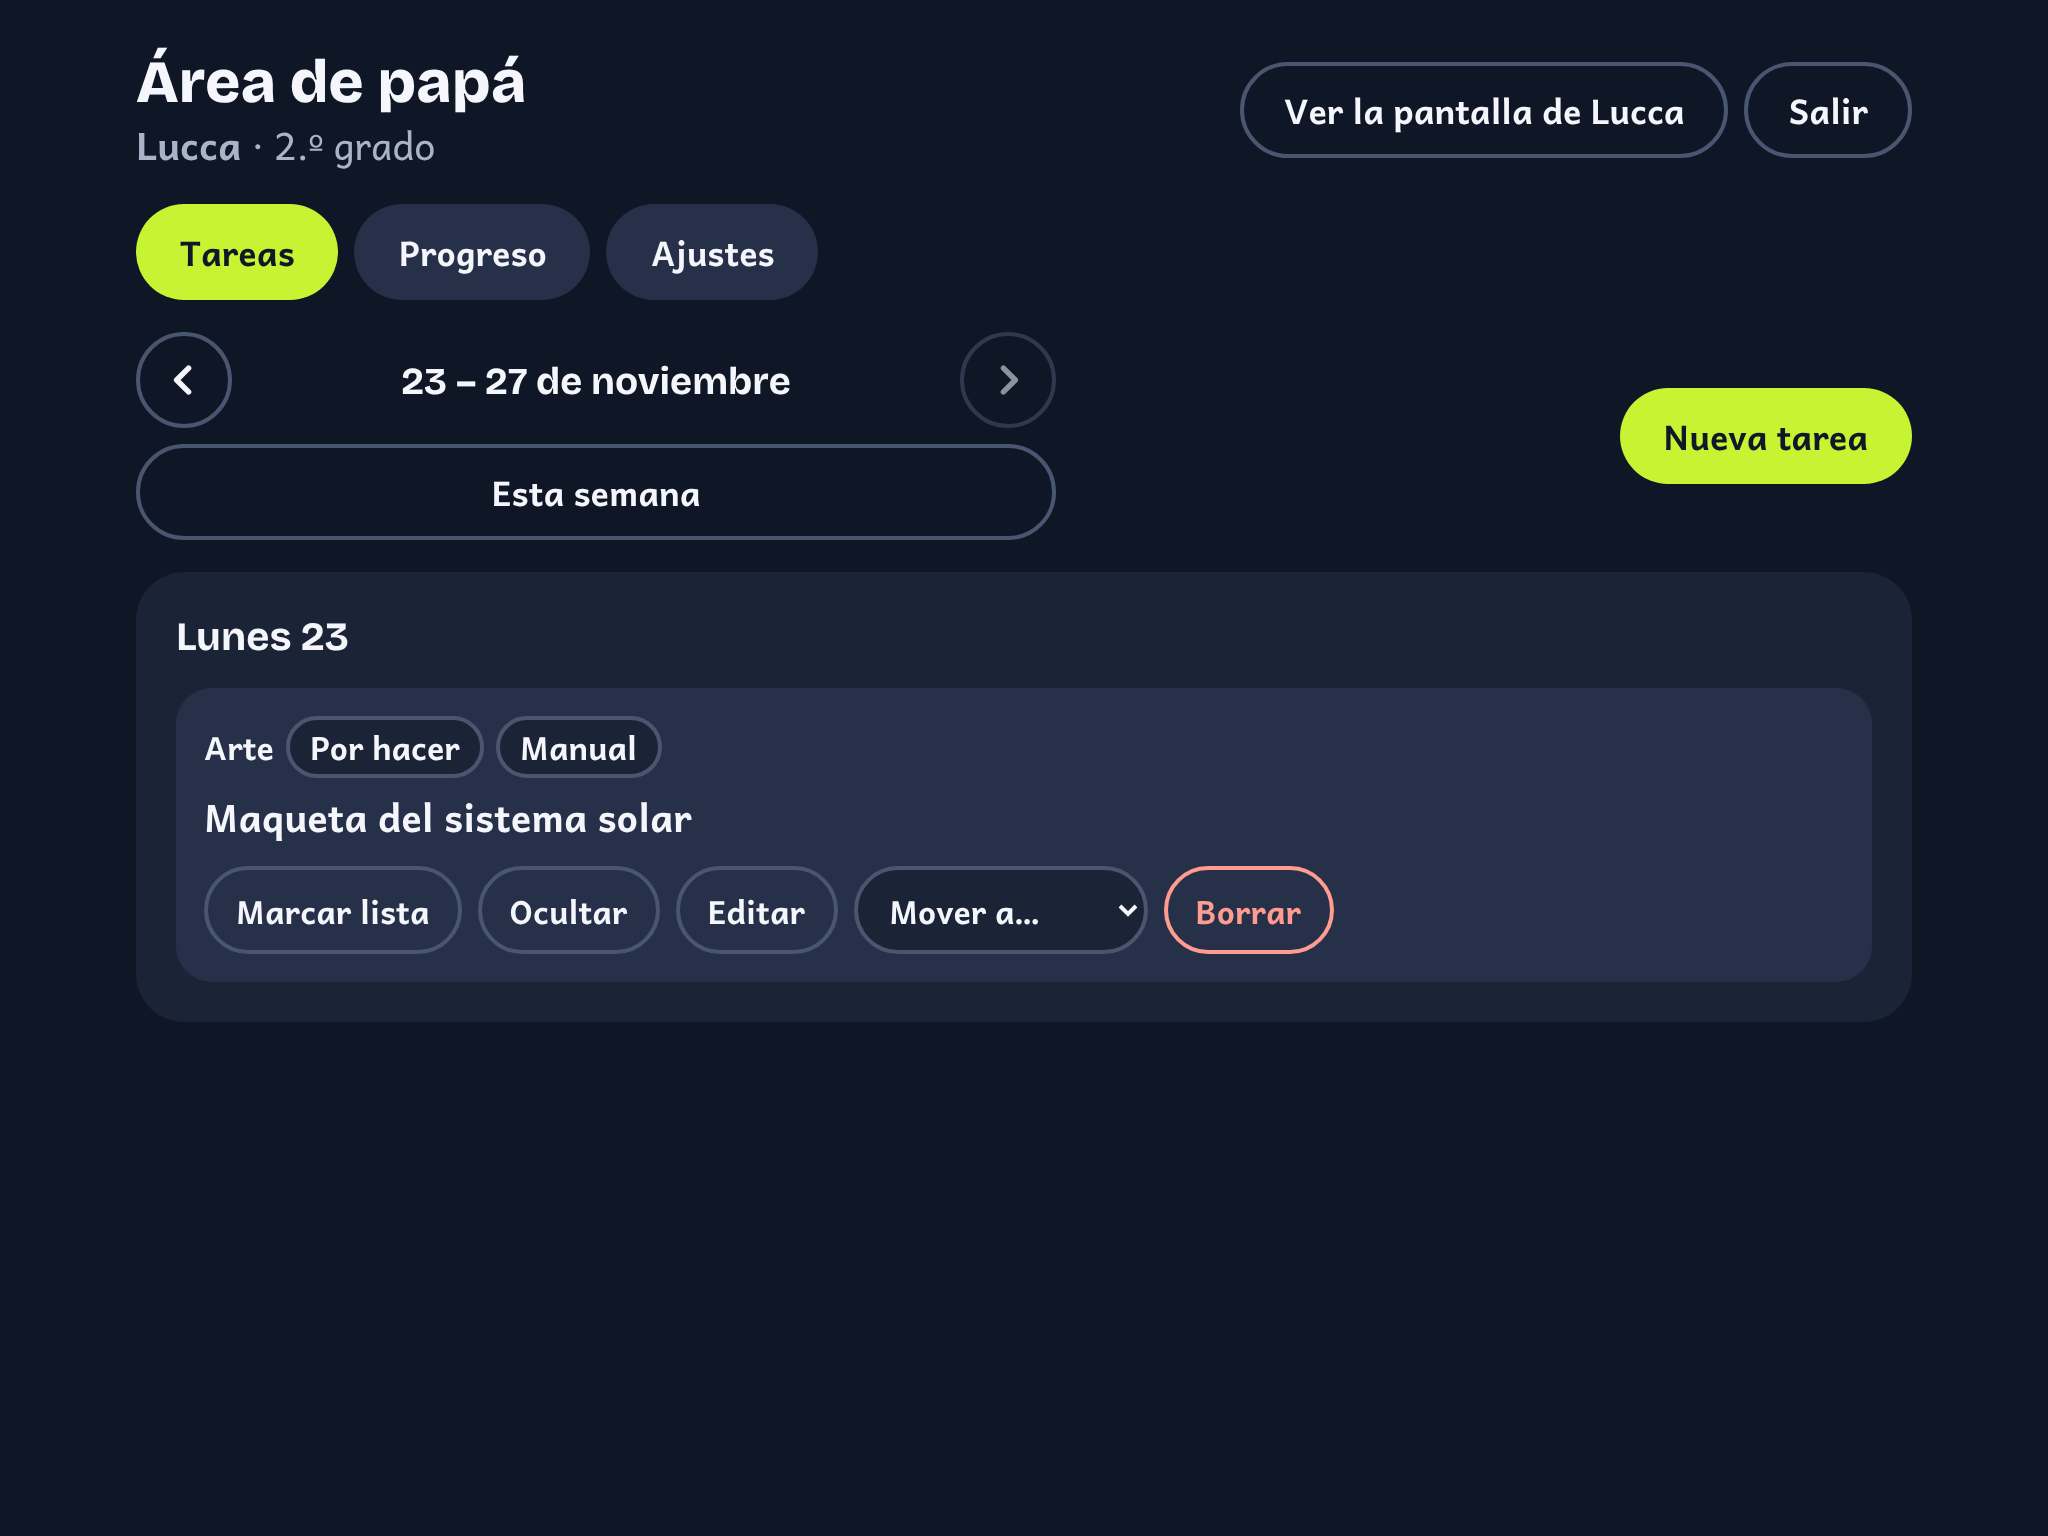 Área de papá
Lucca · 2.º grado
Ver la pantalla de Lucca
Salir
Tareas
Progreso
Ajustes
23 – 27 de noviembre
Esta semana
Nueva tarea
Lunes 23
Arte
Por hacer
Manual
Maqueta del sistema solar
Marcar lista
Ocultar
Editar
Mover a...
Borrar